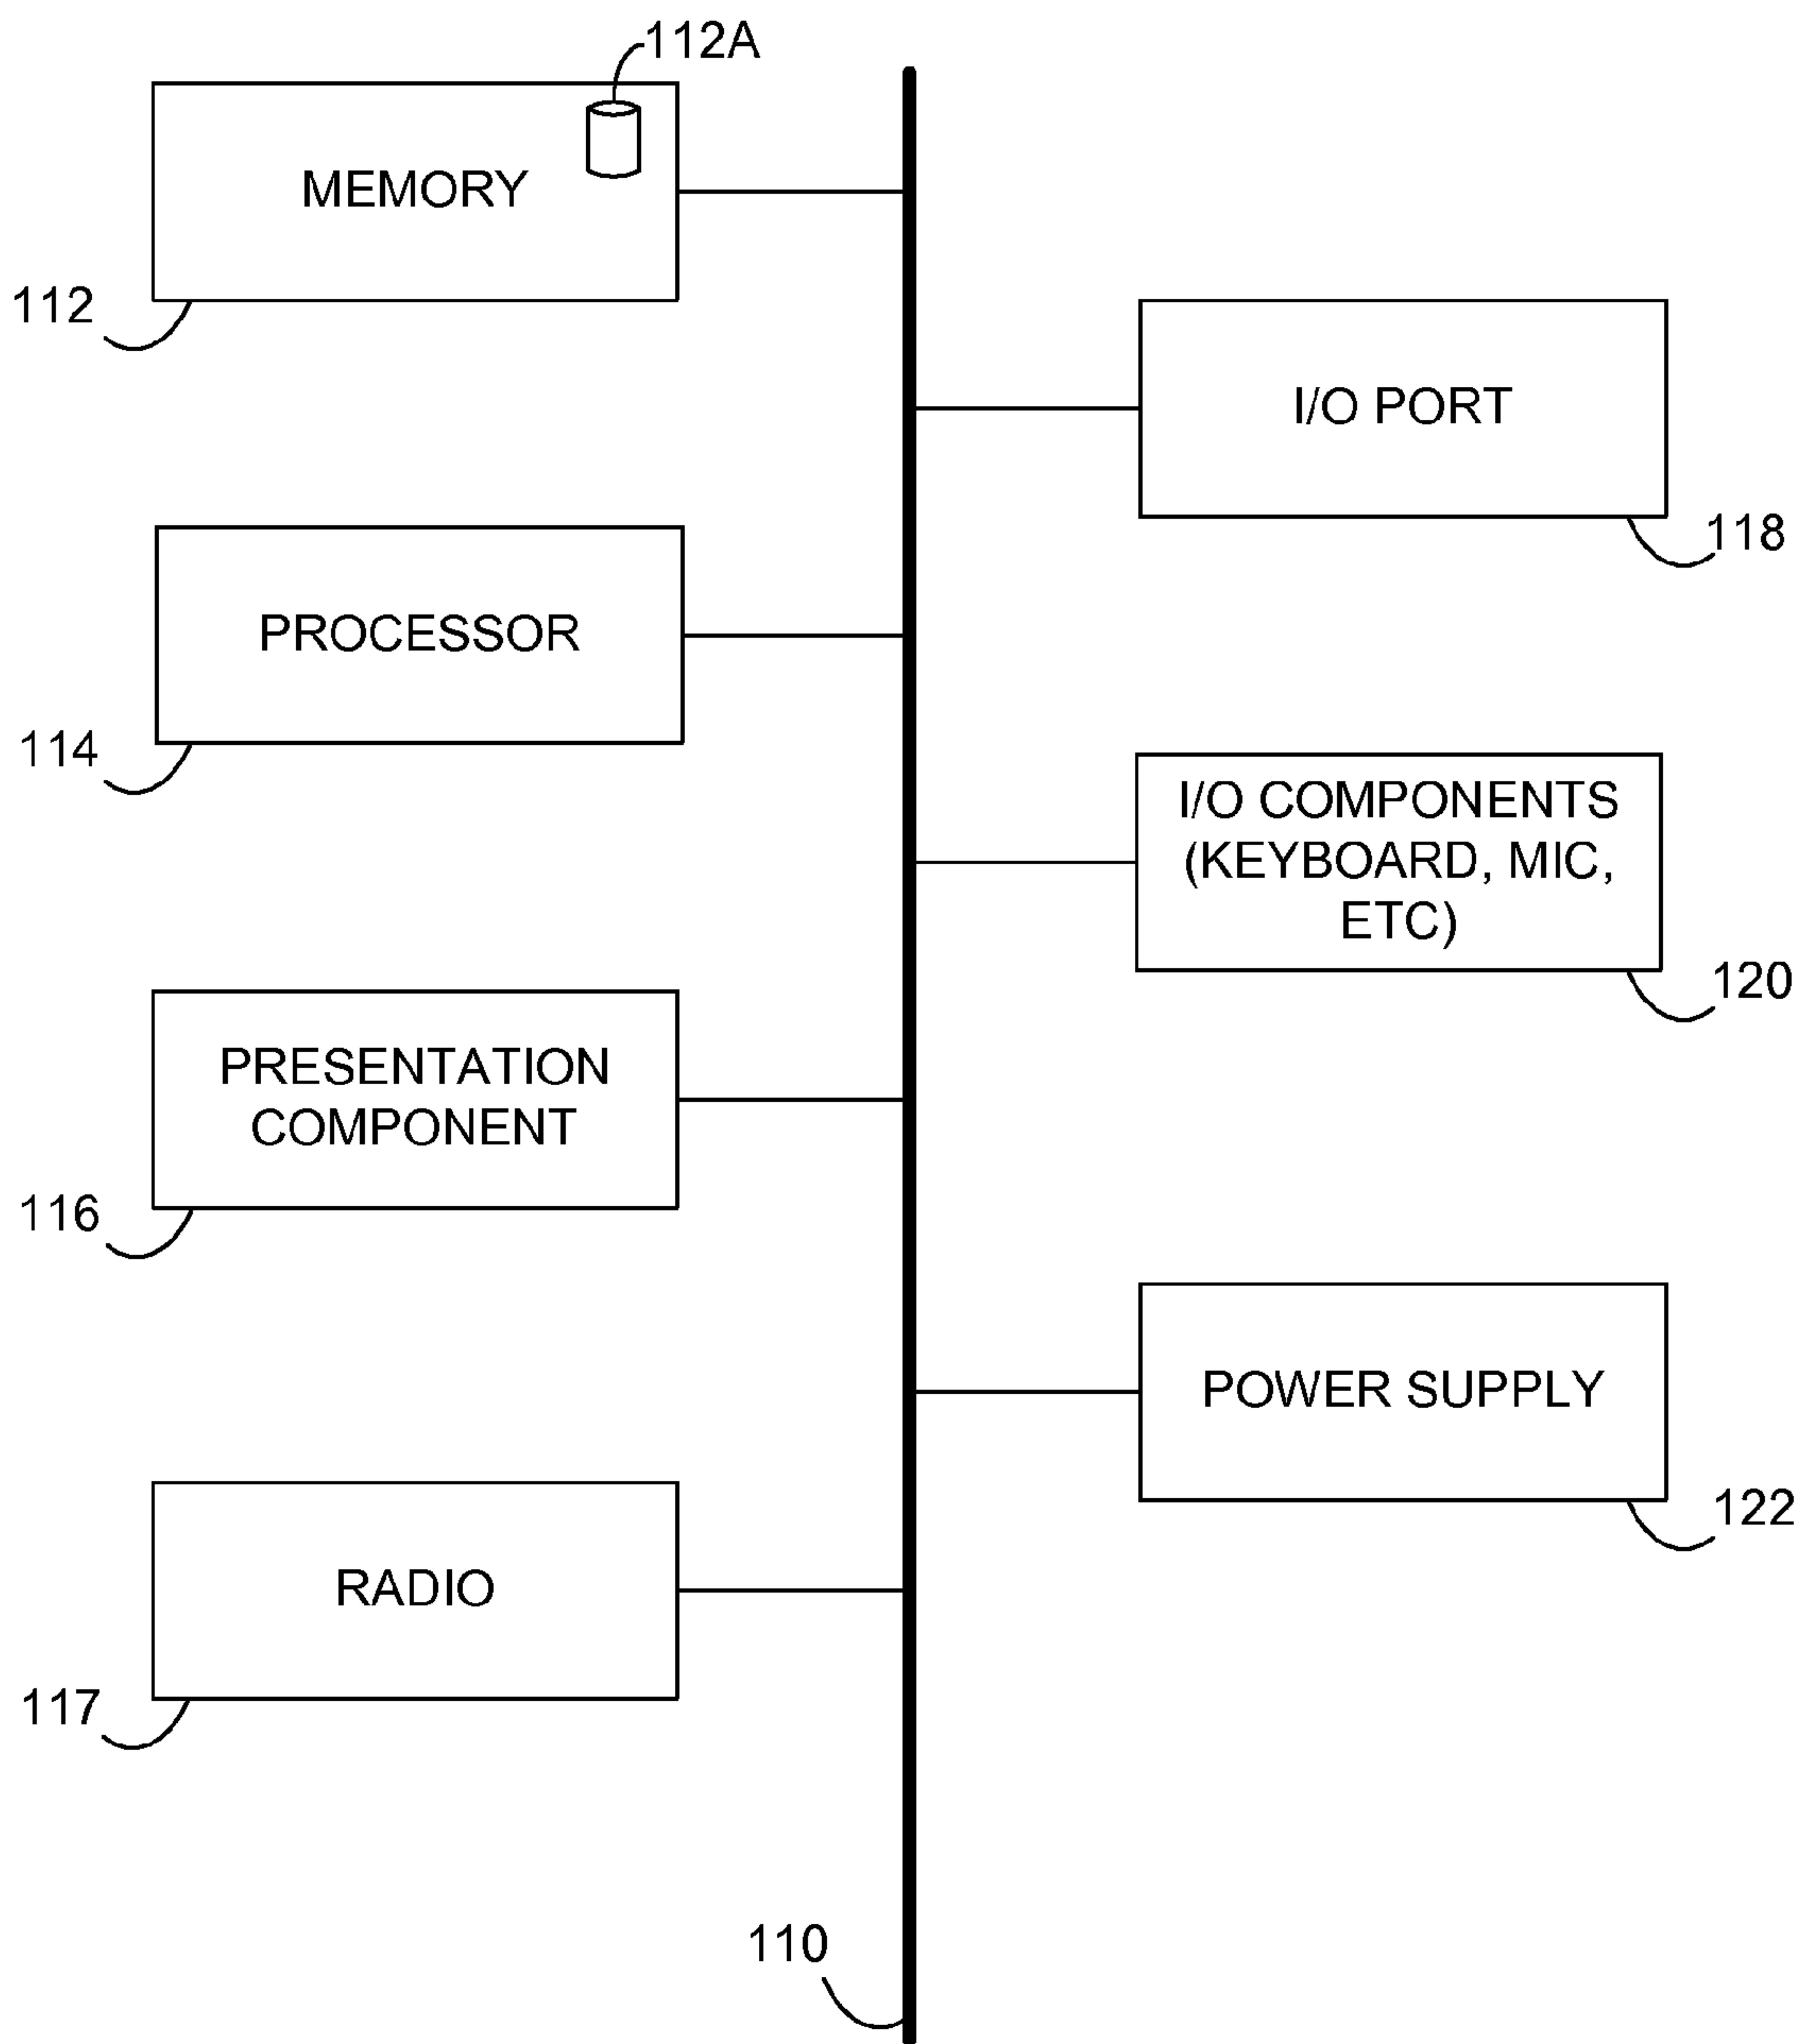 112A
MEMORY
112
I/O PORT
118
PROCESSOR
114
I/O COMPONENTS
(KEYBOARD, MIC,
ETC)
120
PRESENTATION
COMPONENT
116
POWER SUPPLY
122
RADIO
117
110